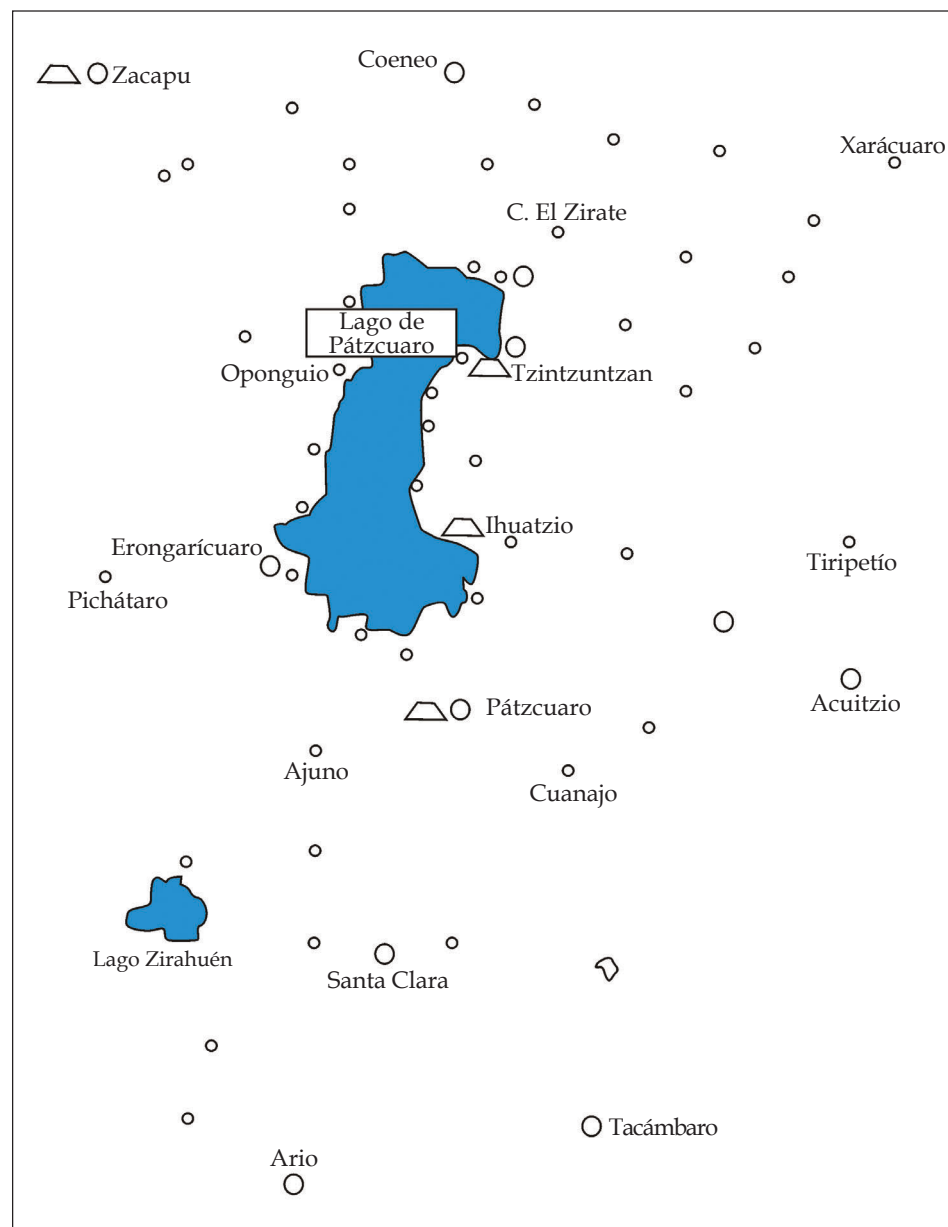 Coeneo
Zacapu
Xarácuaro
C. El Zirate
Lago de
Pátzcuaro
Oponguio
Tzintzuntzan
Ihuatzio
Erongarícuaro
Tiripetío
Pichátaro
Acuitzio
Pátzcuaro
Ajuno
Cuanajo
Lago Zirahuén
Santa Clara
Tacámbaro
Ario